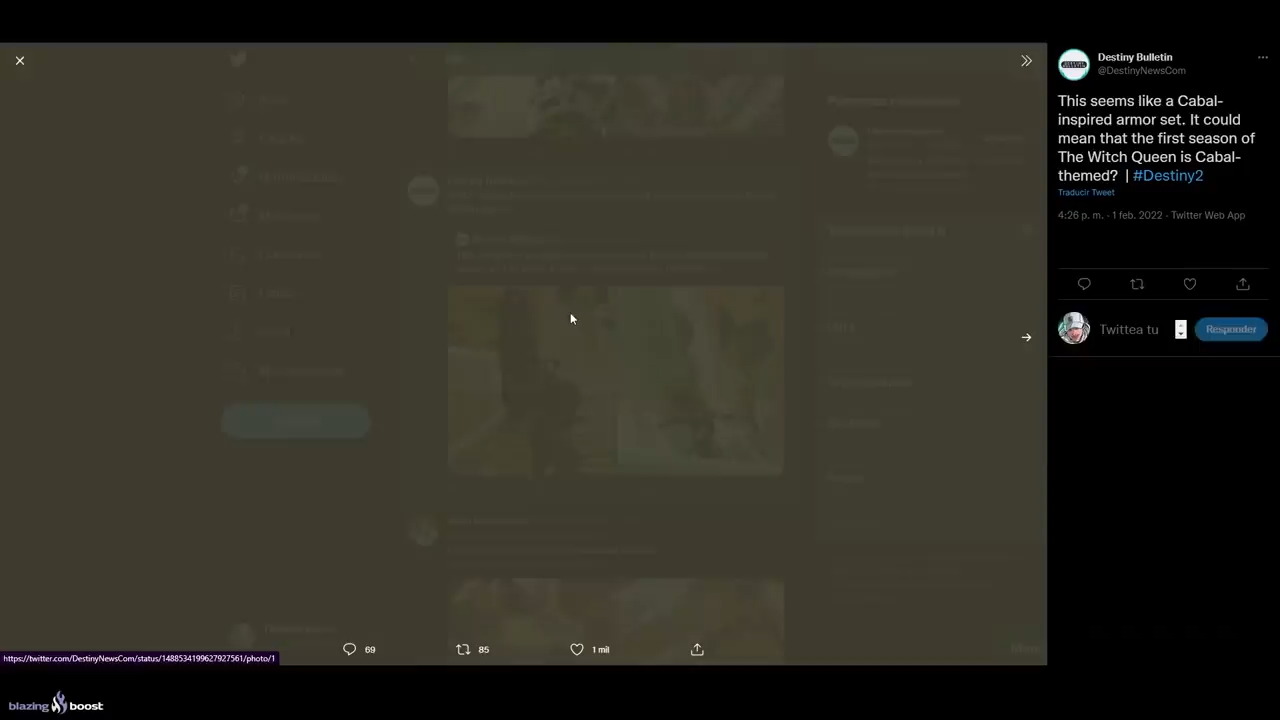 Destiny Bulletin
@DestinyNewsCom
This seems like a Cabal-
inspired armor set. It could
mean that the first season of
The Witch Queen is Cabal-
themed? | #Destiny2
Traducir Tweet
4:26 p. m. · 1 feb. 2022 · Twitter Web App
Twittea tu
Responder
69
85
1 mil
https://twitter.com/DestinyNewsCom/status/1488534199627927561/photo/1
blazing boost